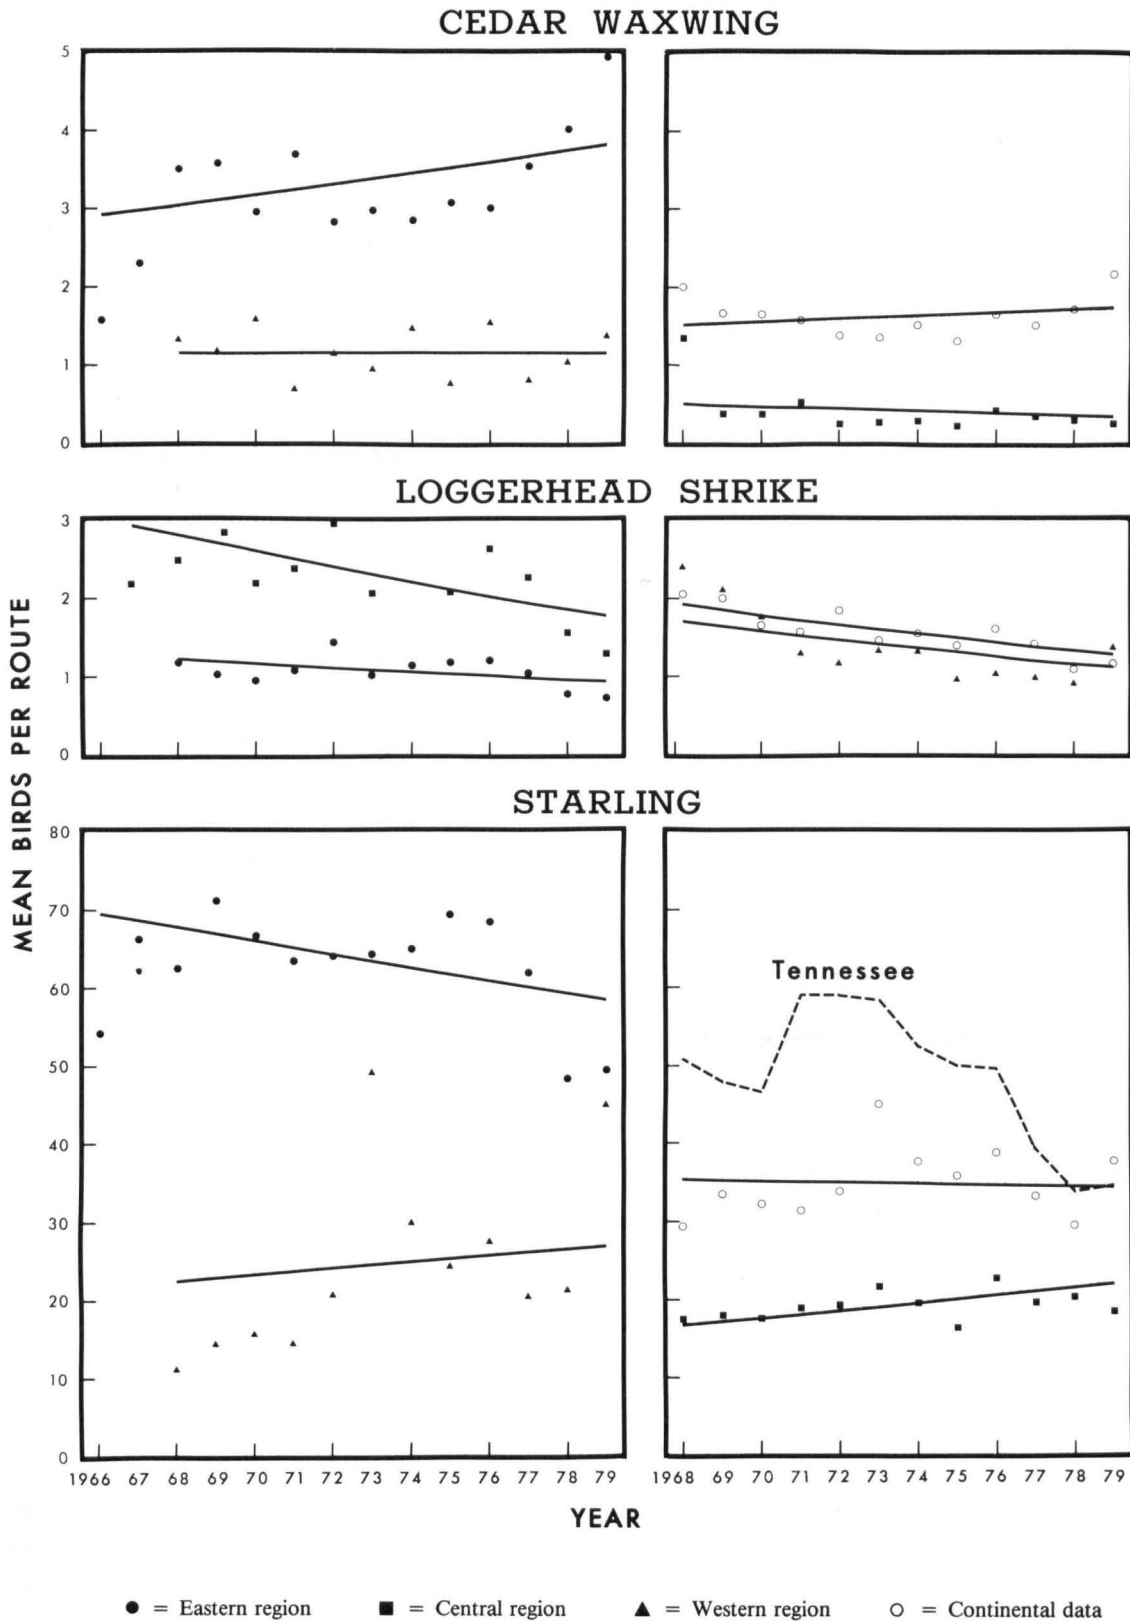 CEDAR WAXWING
5
4
3
2
1
0
LOGGERHEAD SHRIKE
3
2
1
0
MEAN BIRDS PER ROUTE
STARLING
80
70
60
50
40
30
20
10
0
Tennessee
1966 67 68 69 70 71 72 73 74 75 76 77 78 79
1968 69 70 71 72 73 74 75 76 77 78 79
YEAR
● = Eastern region ■ = Central region ▲ = Western region ○ = Continental data